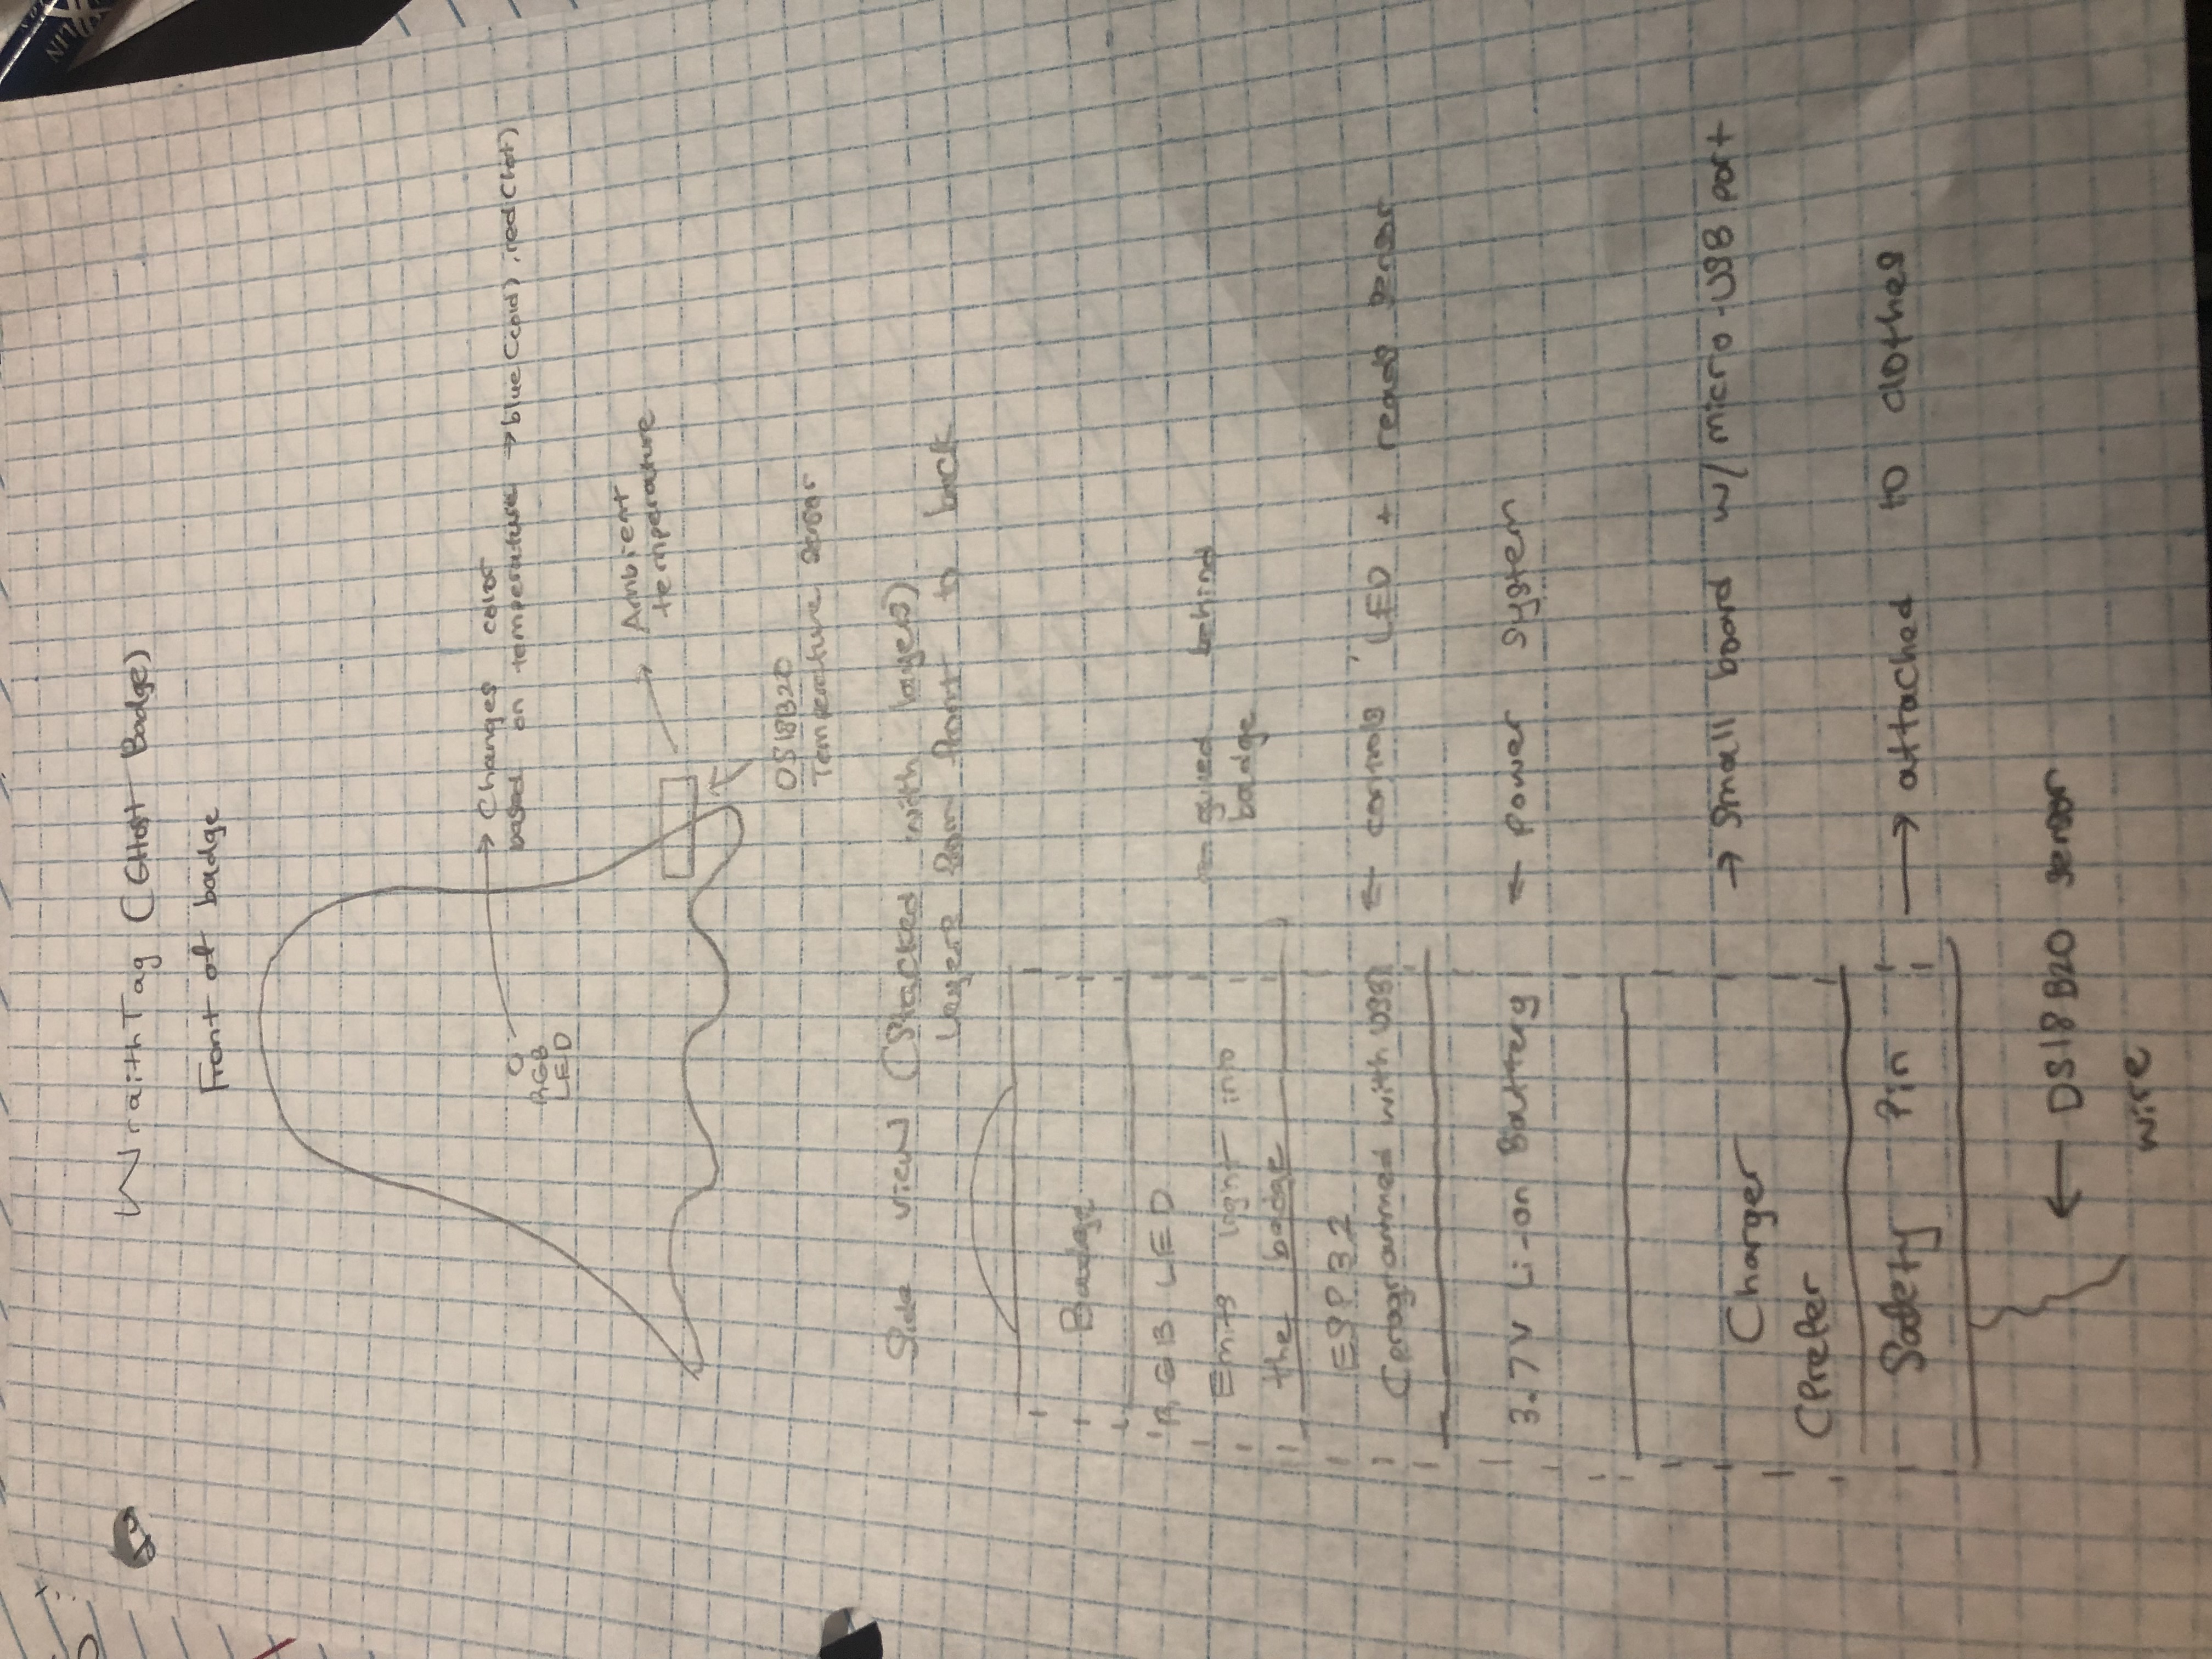 WraithTag (GHost Badge)
Front of badge
→ Changes color
based on temperature → blue (cold), red (hot)
RGB
LED
Ambient
temperature
DS18B20
Temperature sensor
Side view (Stacked with layers)
Layers from front to back
Badge
RGB LED
Emits light into
the badge
← glued behind
badge
ESP32
(programmed with USB)
← controls LED + reads sensor
3.7V Li-on Battery
← power system
Charger
(Prefer
→ Small board w/ micro-USB port
Safety Pin
→ attached to clothes
← DS18B20 sensor
wire